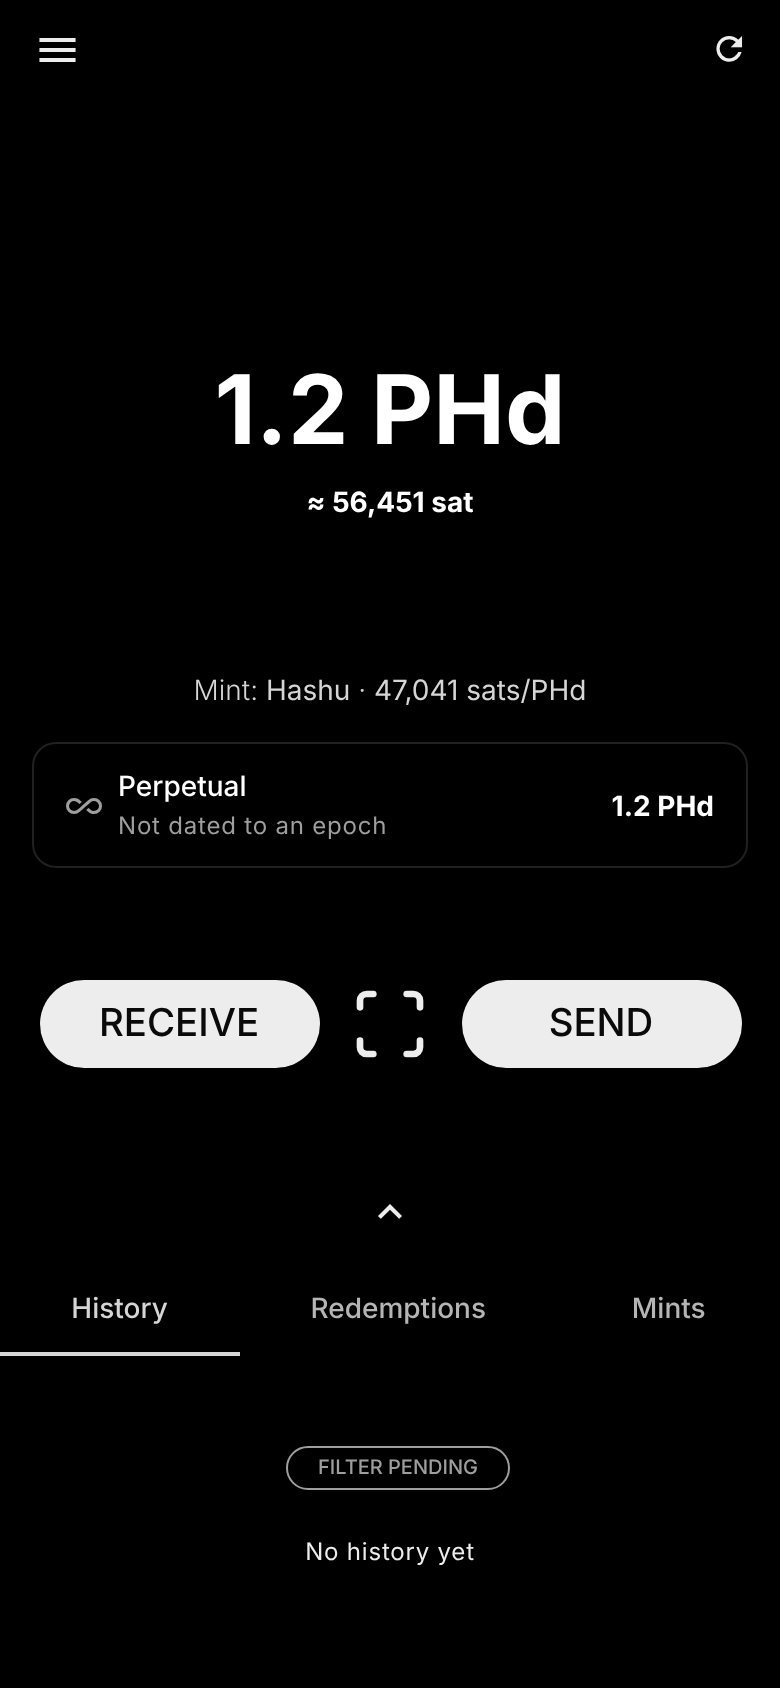 1.2 PHd
≈ 56,451 sat
Mint: Hashu · 47,041 sats/PHd
Perpetual
Not dated to an epoch
1.2 PHd
RECEIVE
SEND
History
Redemptions
Mints
FILTER PENDING
No history yet